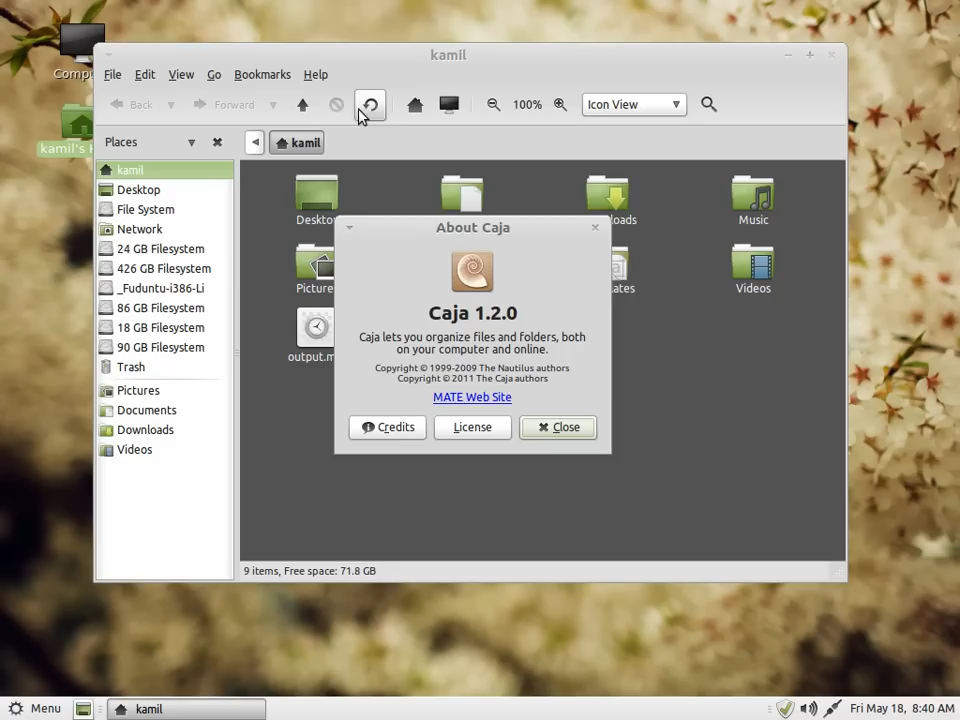 Compu
kamil's
kamil
File Edit View Go Bookmarks Help
Back Forward 100% Icon View
Places kamil
kamil
Desktop
File System
Network
24 GB Filesystem
426 GB Filesystem
_Fuduntu-i386-Li
86 GB Filesystem
18 GB Filesystem
90 GB Filesystem
Trash
Pictures
Documents
Downloads
Videos
Deskto
oads
Music
Picture
ates
Videos
output.m
About Caja
Caja 1.2.0
Caja lets you organize files and folders, both
on your computer and online.
Copyright © 1999-2009 The Nautilus authors
Copyright © 2011 The Caja authors
MATE Web Site
Credits License Close
9 items, Free space: 71.8 GB
Menu kamil Fri May 18, 8:40 AM